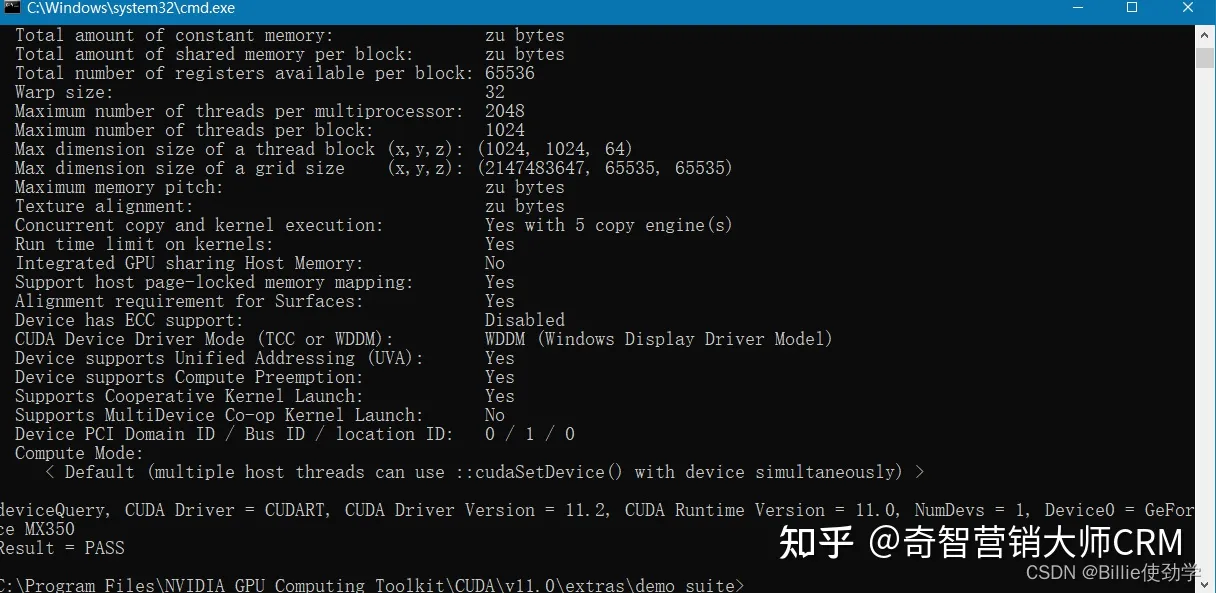 C:\Windows\system32\cmd.exe
Total amount of constant memory: zu bytes
Total amount of shared memory per block: zu bytes
Total number of registers available per block: 65536
Warp size: 32
Maximum number of threads per multiprocessor: 2048
Maximum number of threads per block: 1024
Max dimension size of a thread block (x,y,z): (1024, 1024, 64)
Max dimension size of a grid size (x,y,z): (2147483647, 65535, 65535)
Maximum memory pitch: zu bytes
Texture alignment: zu bytes
Concurrent copy and kernel execution: Yes with 5 copy engine(s)
Run time limit on kernels: Yes
Integrated GPU sharing Host Memory: No
Support host page-locked memory mapping: Yes
Alignment requirement for Surfaces: Yes
Device has ECC support: Disabled
CUDA Device Driver Mode (TCC or WDDM): WDDM (Windows Display Driver Model)
Device supports Unified Addressing (UVA): Yes
Device supports Compute Preemption: Yes
Supports Cooperative Kernel Launch: Yes
Supports MultiDevice Co-op Kernel Launch: No
Device PCI Domain ID / Bus ID / location ID: 0 / 1 / 0
Compute Mode:
< Default (multiple host threads can use ::cudaSetDevice() with device simultaneously) >
deviceQuery, CUDA Driver = CUDART, CUDA Driver Version = 11.2, CUDA Runtime Version = 11.0, NumDevs = 1, Device0 = GeFor
ce MX350
Result = PASS
知乎 @奇智营销大师CRM
CSDN @Billie使劲学
C:\Program Files\NVIDIA GPU Computing Toolkit\CUDA\v11.0\extras\demo_suite>